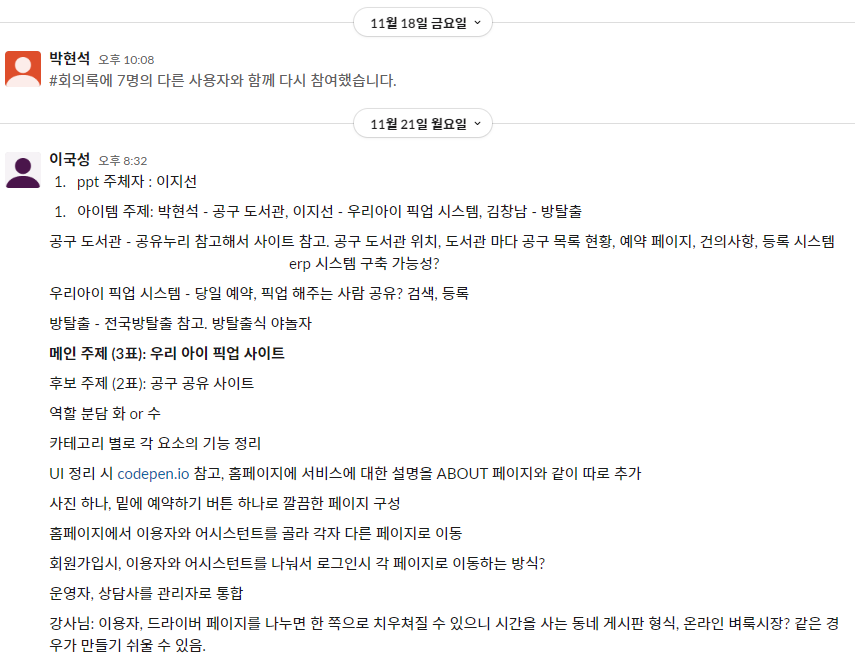 11월 18일 금요일
박현석 오후 10:08
#회의록에 7명의 다른 사용자와 함께 다시 참여했습니다.
11월 21일 월요일
이국성 오후 8:32
1. ppt 주체자 : 이지선
1. 아이템 주제: 박현석 - 공구 도서관, 이지선 - 우리아이 픽업 시스템, 김창남 - 방탈출
공구 도서관 - 공유누리 참고해서 사이트 참고. 공구 도서관 위치, 도서관 마다 공구 목록 현황, 예약 페이지, 건의사항, 등록 시스템
erp 시스템 구축 가능성?
우리아이 픽업 시스템 - 당일 예약, 픽업 해주는 사람 공유? 검색, 등록
방탈출 - 전국방탈출 참고. 방탈출식 야놀자
메인 주제 (3표): 우리 아이 픽업 사이트
후보 주제 (2표): 공구 공유 사이트
역할 분담 화 or 수
카테고리 별로 각 요소의 기능 정리
UI 정리 시 codepen.io 참고, 홈페이지에 서비스에 대한 설명을 ABOUT 페이지와 같이 따로 추가
사진 하나, 밑에 예약하기 버튼 하나로 깔끔한 페이지 구성
홈페이지에서 이용자와 어시스턴트를 골라 각자 다른 페이지로 이동
회원가입시, 이용자와 어시스턴트를 나눠서 로그인시 각 페이지로 이동하는 방식?
운영자, 상담사를 관리자로 통합
강사님: 이용자, 드라이버 페이지를 나누면 한 쪽으로 치우쳐질 수 있으니 시간을 사는 동네 게시판 형식, 온라인 벼룩시장? 같은 경
우가 만들기 쉬울 수 있음.